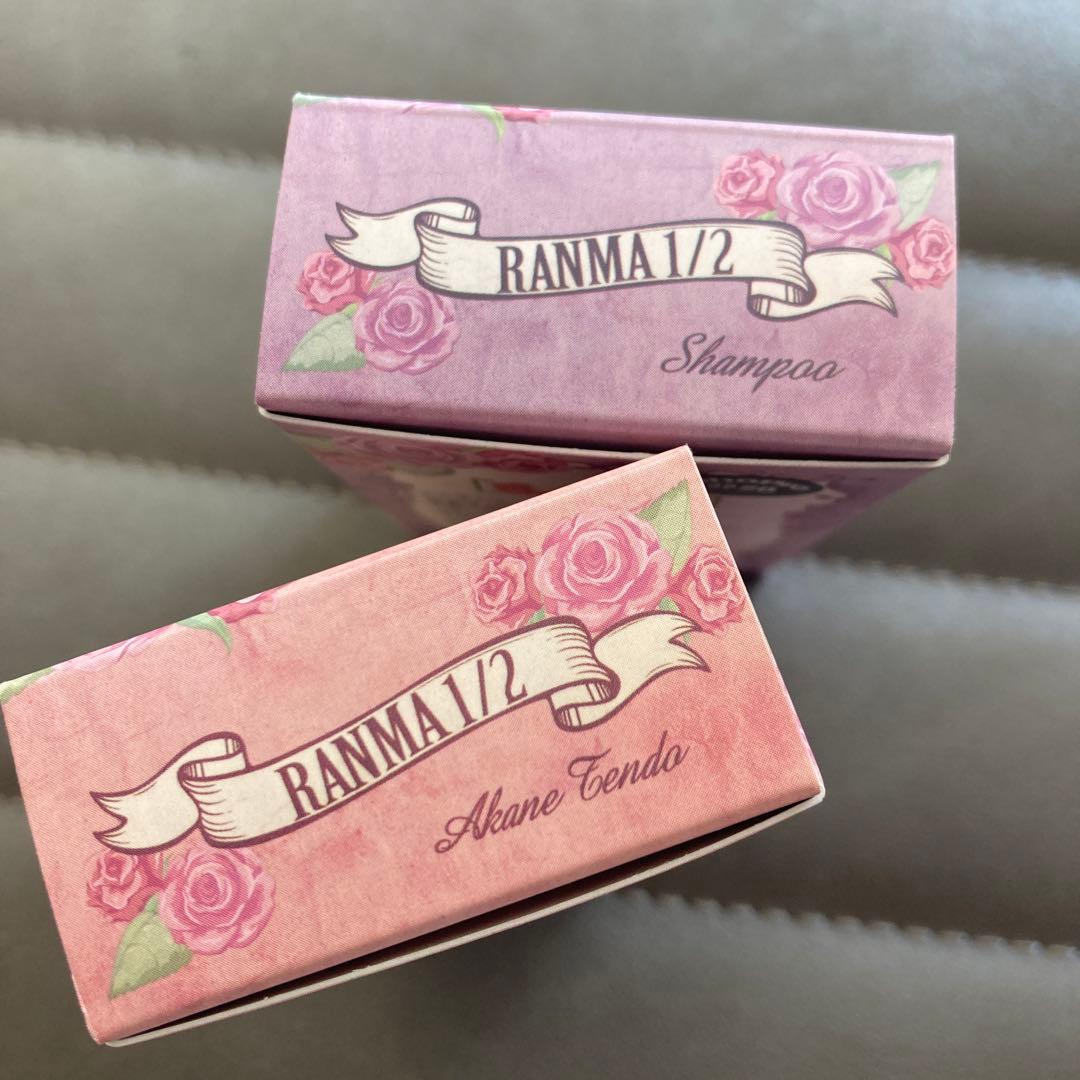 RANMA 1/2
Shampoo
RANMA 1/2
Akane Tendo